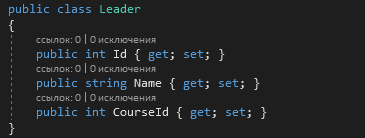 public class Leader
{
ссылок: 0 | 0 исключения
public int Id { get; set; }
ссылок: 0 | 0 исключения
public string Name { get; set; }
ссылок: 0 | 0 исключения
public int CourseId { get; set; }
}